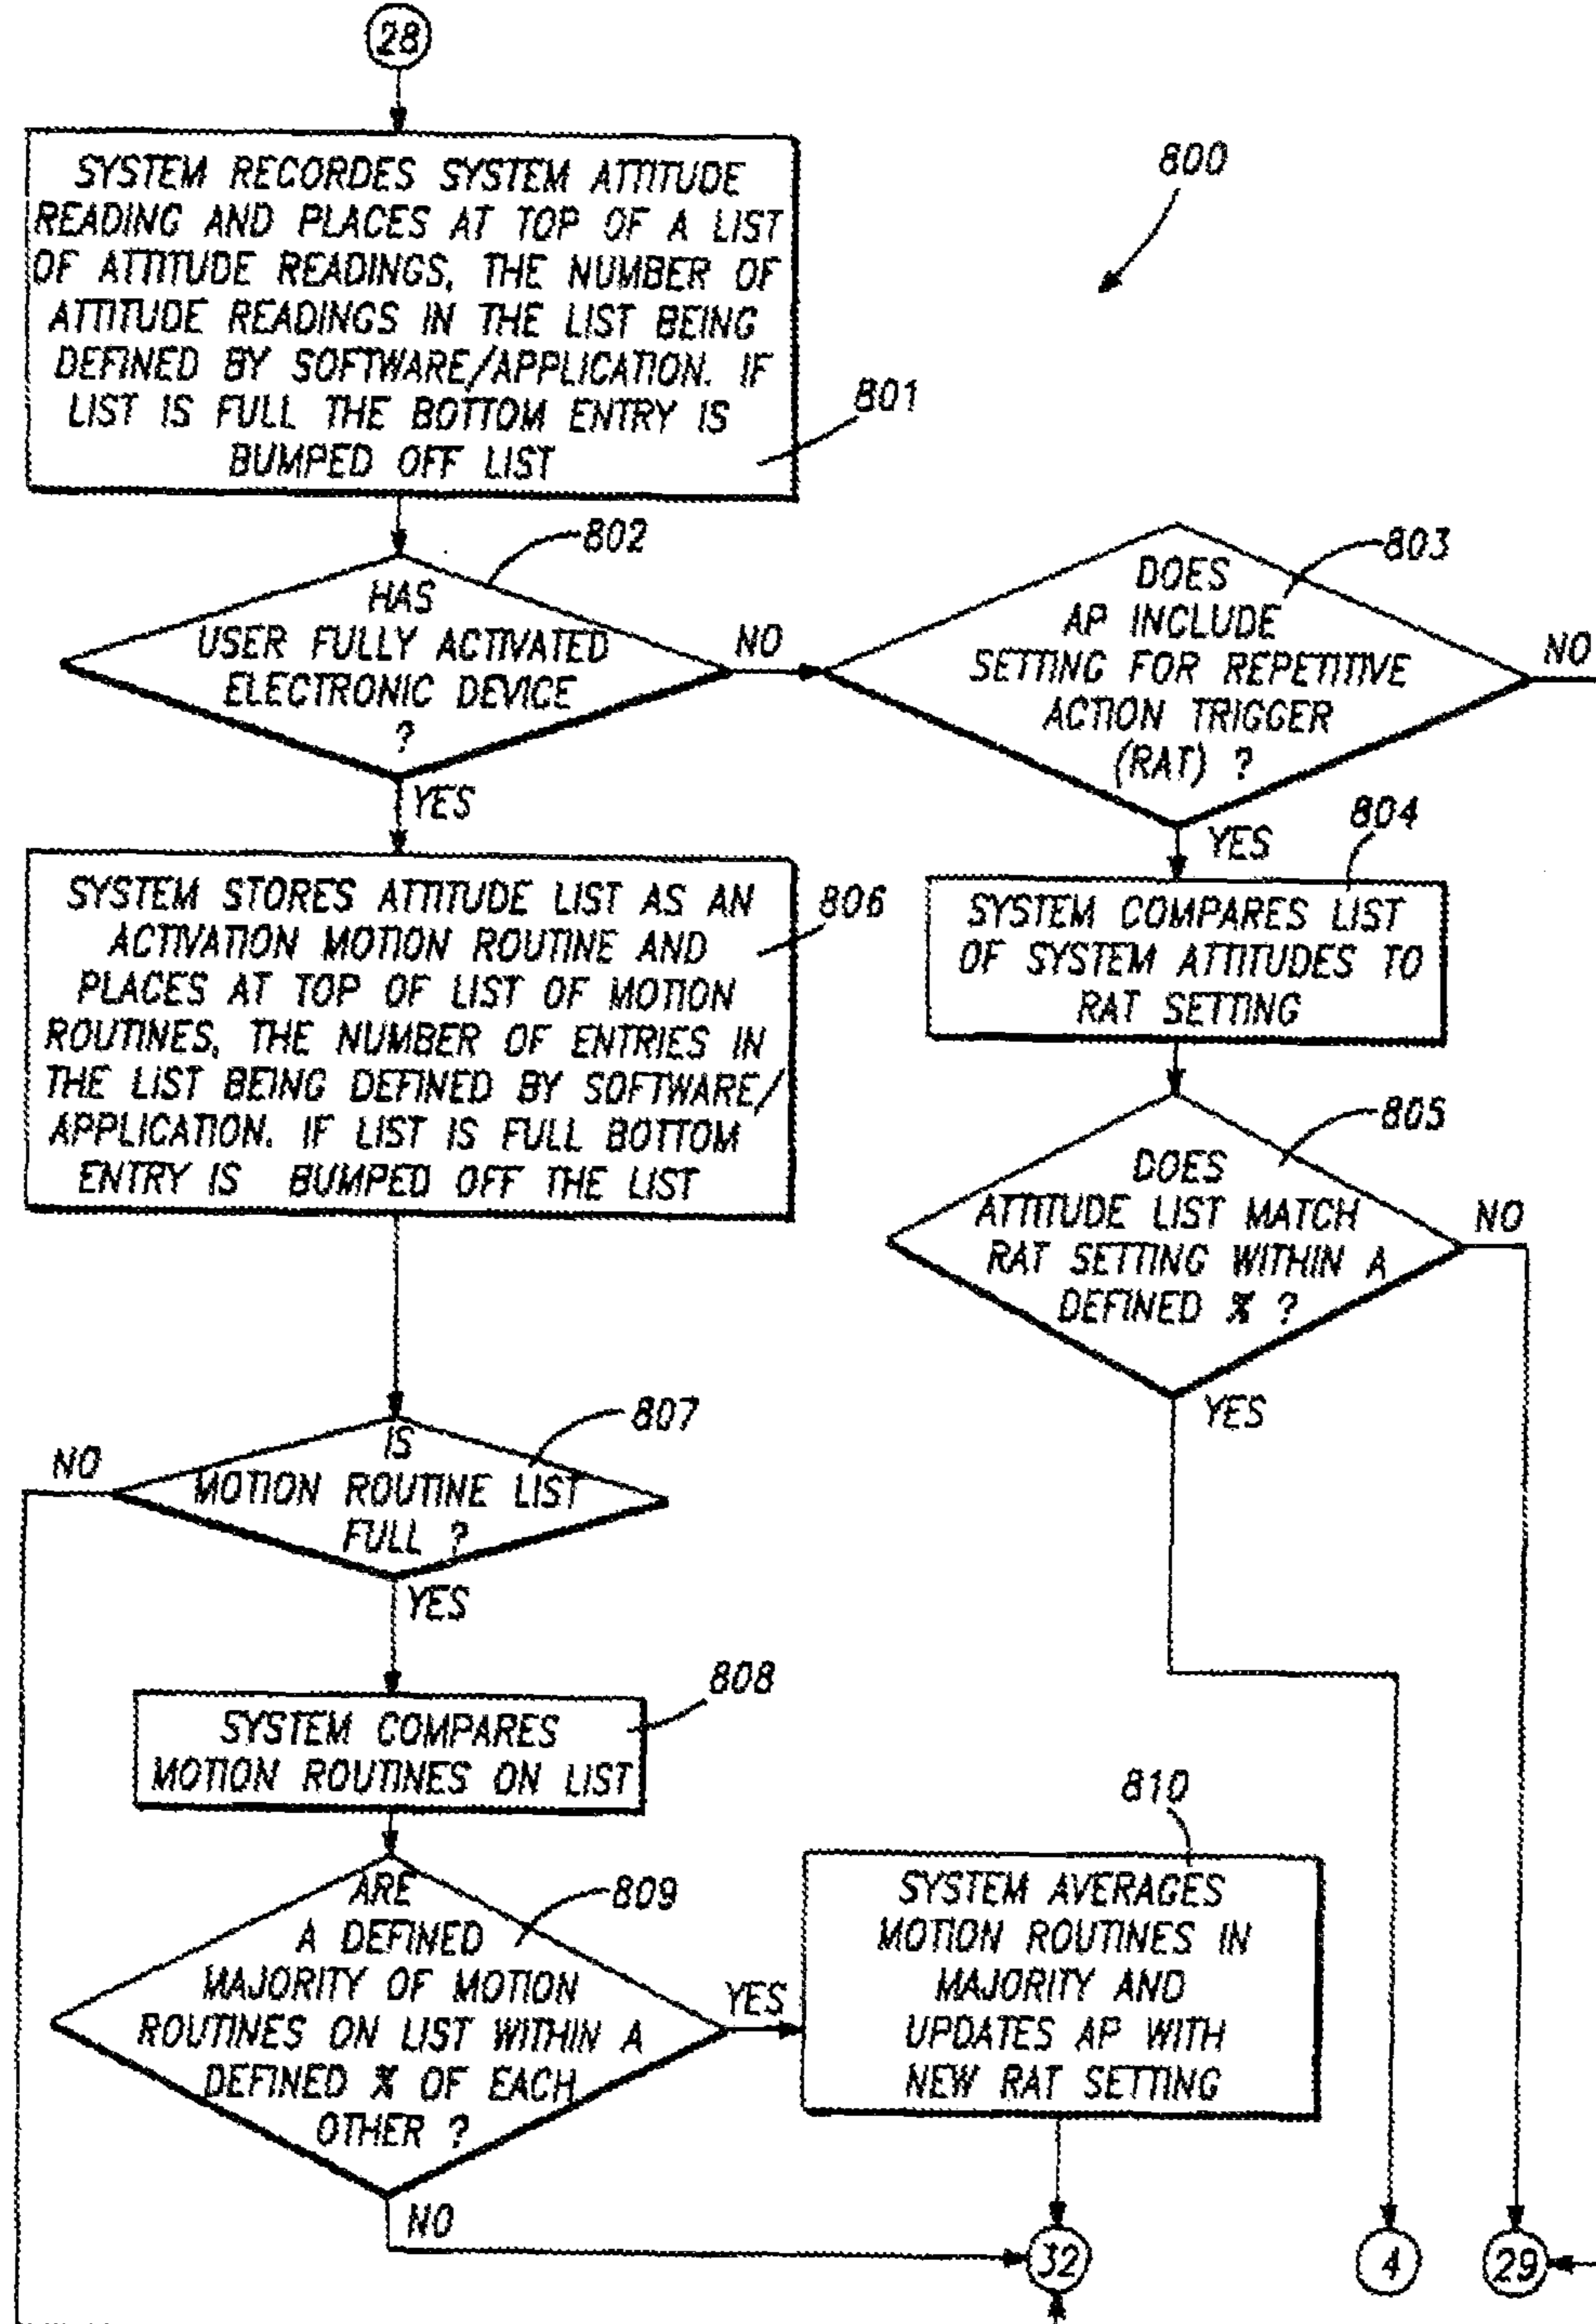 28
800
SYSTEM RECORDES SYSTEM ATTITUDE
READING AND PLACES AT TOP OF A LIST
OF ATTITUDE READINGS, THE NUMBER OF
ATTITUDE READINGS IN THE LIST BEING
DEFINED BY SOFTWARE/APPLICATION. IF
LIST IS FULL THE BOTTOM ENTRY IS
BUMPED OFF LIST
801
802
HAS
USER FULLY ACTIVATED
ELECTRONIC DEVICE
?
NO
YES
803
DOES
AP INCLUDE
SETTING FOR REPETITIVE
ACTION TRIGGER
(RAT) ?
NO
YES
804
SYSTEM COMPARES LIST
OF SYSTEM ATTITUDES TO
RAT SETTING
805
DOES
ATTITUDE LIST MATCH
RAT SETTING WITHIN A
DEFINED % ?
NO
YES
806
SYSTEM STORES ATTITUDE LIST AS AN
ACTIVATION MOTION ROUTINE AND
PLACES AT TOP OF LIST OF MOTION
ROUTINES, THE NUMBER OF ENTRIES IN
THE LIST BEING DEFINED BY SOFTWARE/
APPLICATION. IF LIST IS FULL BOTTOM
ENTRY IS BUMPED OFF THE LIST
807
IS
MOTION ROUTINE LIST
FULL ?
NO
YES
808
SYSTEM COMPARES
MOTION ROUTINES ON LIST
809
ARE
A DEFINED
MAJORITY OF MOTION
ROUTINES ON LIST WITHIN A
DEFINED % OF EACH
OTHER ?
YES
NO
810
SYSTEM AVERAGES
MOTION ROUTINES IN
MAJORITY AND
UPDATES AP WITH
NEW RAT SETTING
32
4
29